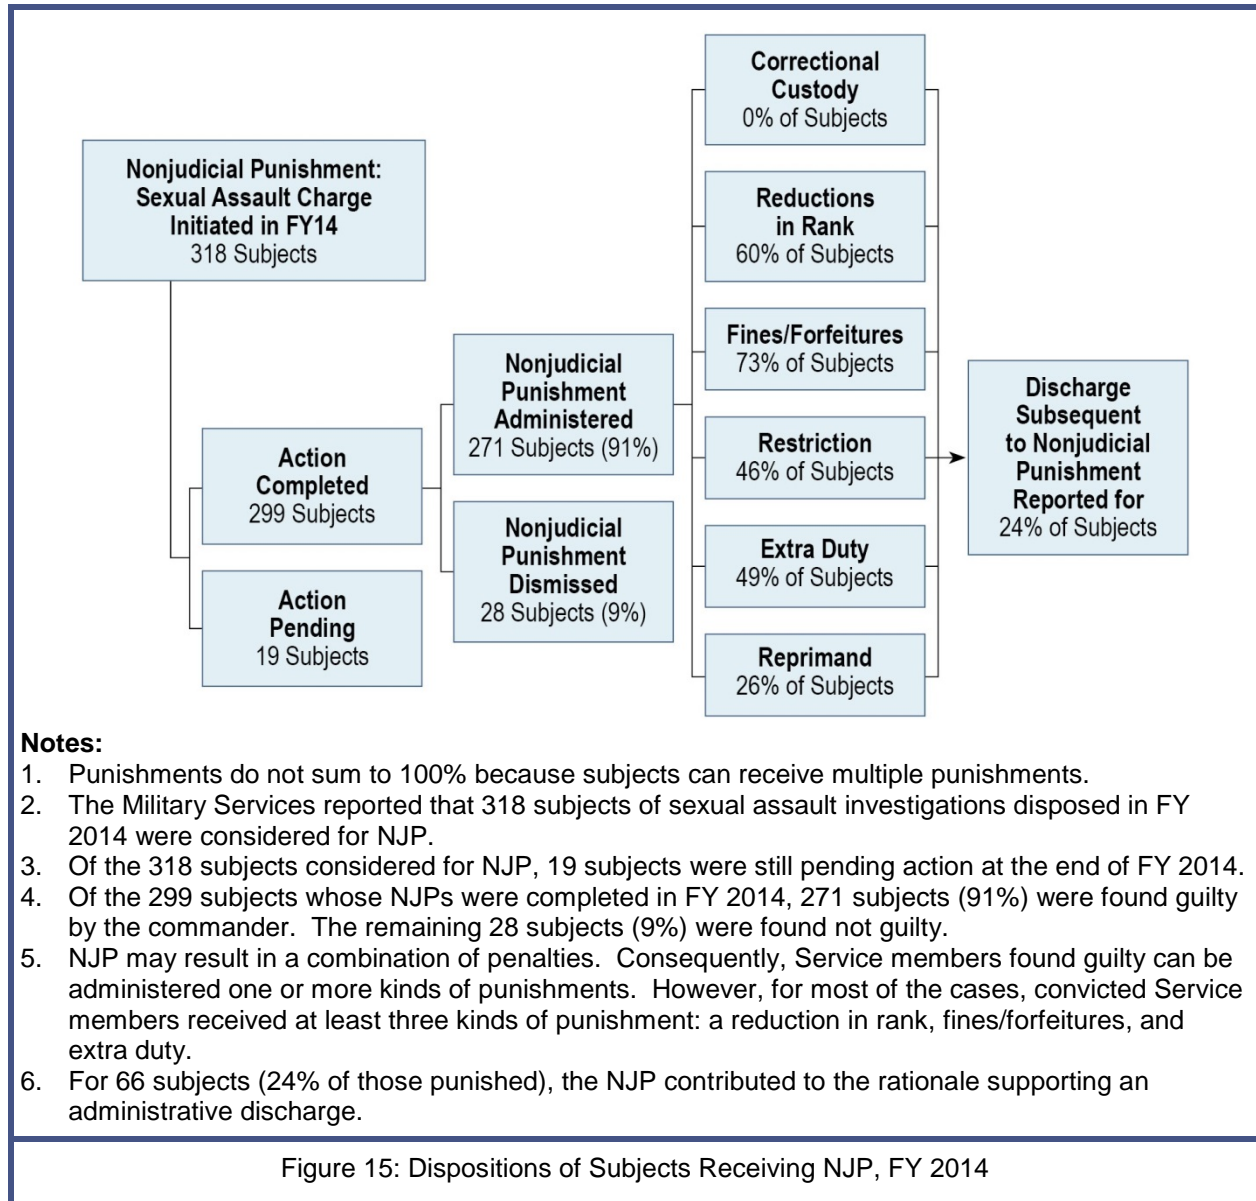 Nonjudicial Punishment:
Sexual Assault Charge
Initiated in FY14
318 Subjects
Action
Completed
299 Subjects
Action
Pending
19 Subjects
Nonjudicial
Punishment
Administered
271 Subjects (91%)
Nonjudicial
Punishment
Dismissed
28 Subjects (9%)
Correctional
Custody
0% of Subjects
Reductions
in Rank
60% of Subjects
Fines/Forfeitures
73% of Subjects
Restriction
46% of Subjects
Extra Duty
49% of Subjects
Reprimand
26% of Subjects
Discharge
Subsequent
to Nonjudicial
Punishment
Reported for
24% of Subjects
Notes:
1. Punishments do not sum to 100% because subjects can receive multiple punishments.
2. The Military Services reported that 318 subjects of sexual assault investigations disposed in FY
2014 were considered for NJP.
3. Of the 318 subjects considered for NJP, 19 subjects were still pending action at the end of FY 2014.
4. Of the 299 subjects whose NJPs were completed in FY 2014, 271 subjects (91%) were found guilty
by the commander. The remaining 28 subjects (9%) were found not guilty.
5. NJP may result in a combination of penalties. Consequently, Service members found guilty can be
administered one or more kinds of punishments. However, for most of the cases, convicted Service
members received at least three kinds of punishment: a reduction in rank, fines/forfeitures, and
extra duty.
6. For 66 subjects (24% of those punished), the NJP contributed to the rationale supporting an
administrative discharge.
Figure 15: Dispositions of Subjects Receiving NJP, FY 2014